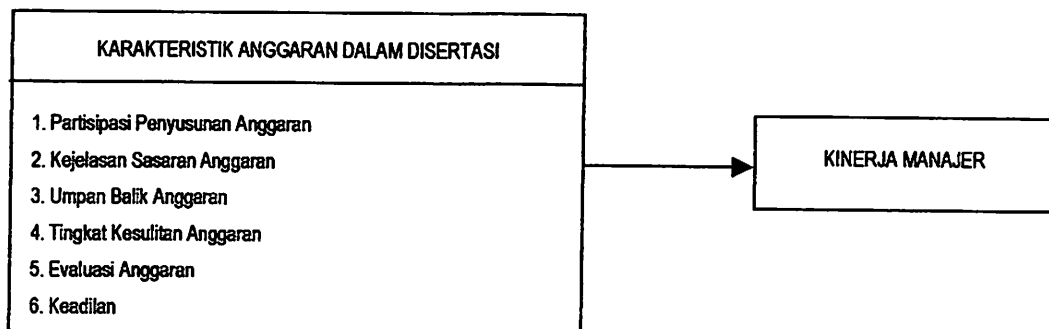 KARAKTERISTIK ANGGARAN DALAM DISERTASI
1. Partisipasi Penyusunan Anggaran
2. Kejelasan Sasaran Anggaran
3. Umpan Balik Anggaran
4. Tingkat Kesulitan Anggaran
5. Evaluasi Anggaran
6. Keadilan
KINERJA MANAJER